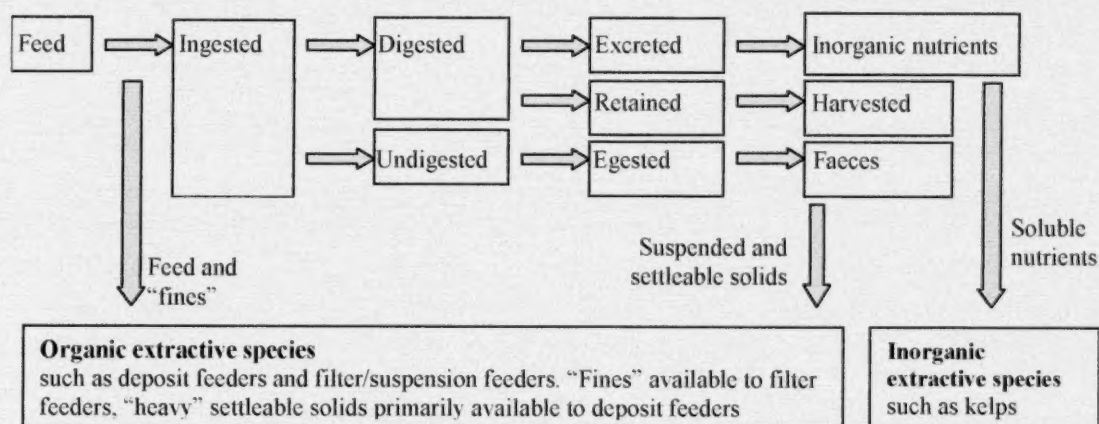 Feed
Ingested
Digested
Excreted
Inorganic nutrients
Retained
Harvested
Undigested
Egested
Faeces
Feed and
“fines”
Suspended and
settleable solids
Soluble
nutrients
Organic extractive species
such as deposit feeders and filter/suspension feeders. “Fines” available to filter
feeders, “heavy” settleable solids primarily available to deposit feeders
Inorganic
extractive species
such as kelps